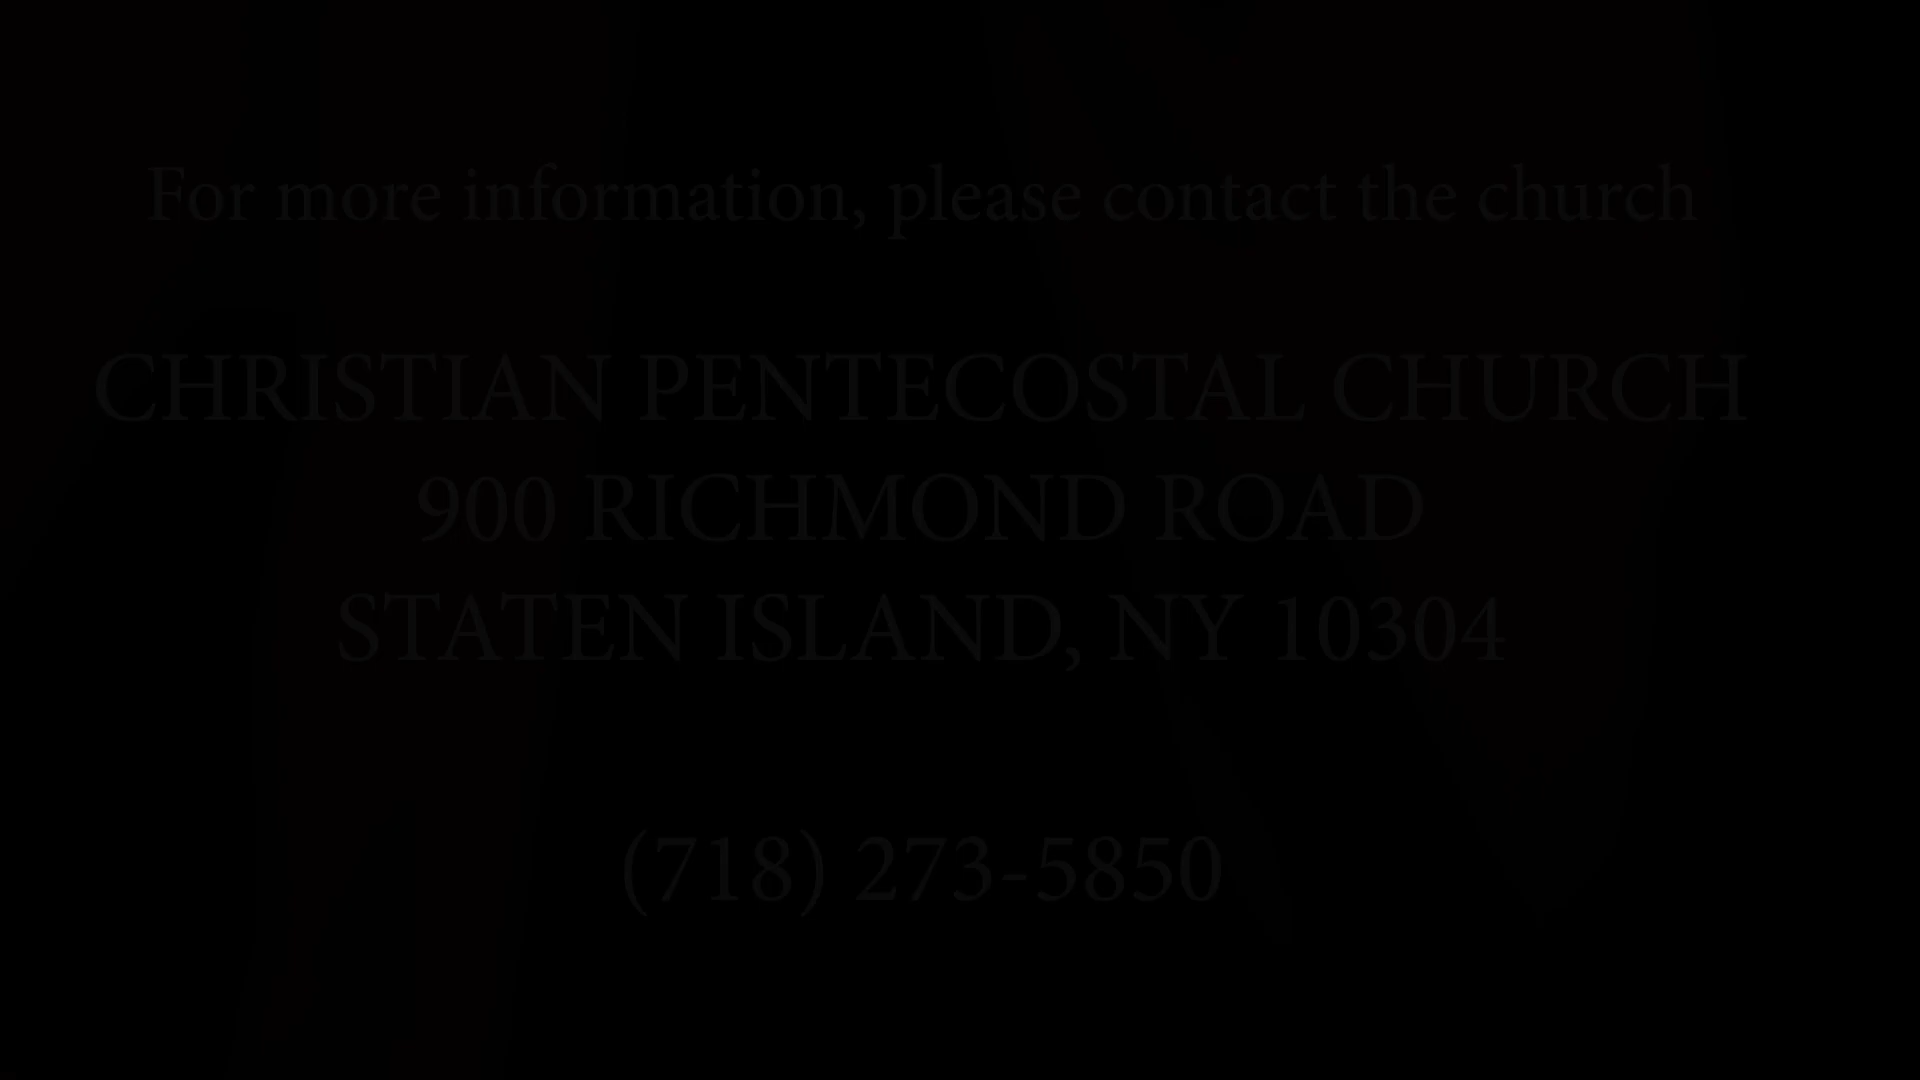 For more information, please contact the church
CHRISTIAN PENTECOSTAL CHURCH
900 RICHMOND ROAD
STATEN ISLAND, NY 10304
(718) 273-5850